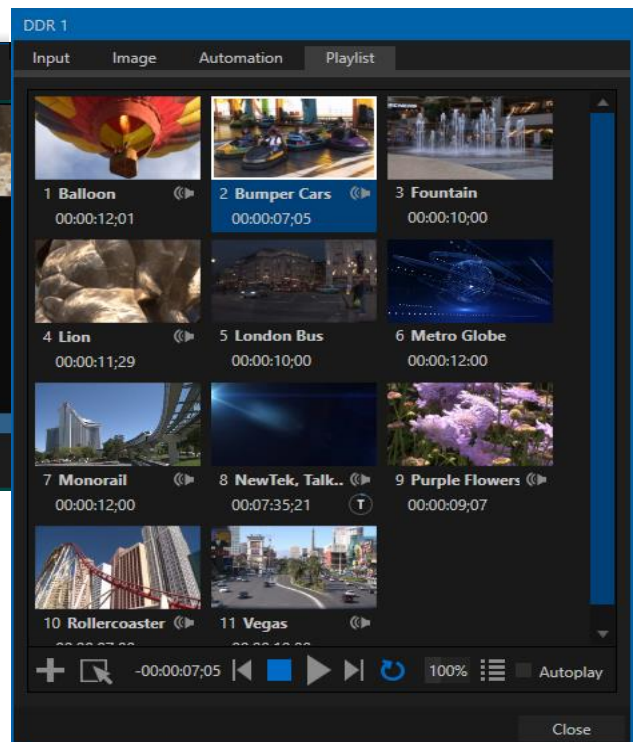 DDR 1
Input Image Automation Playlist
1 Balloon 2 Bumper Cars 3 Fountain
00:00:12;01 00:00:07;05 00:00:10;00
4 Lion 5 London Bus 6 Metro Globe
00:00:11;29 00:00:10;00 00:00:12:00
7 Monorail 8 NewTek, Talk.. 9 Purple Flowers
00:00:12;00 00:07:35;21 T 00:00:09;07
10 Rollercoaster 11 Vegas
-00:00:07;05 100% Autoplay
Close